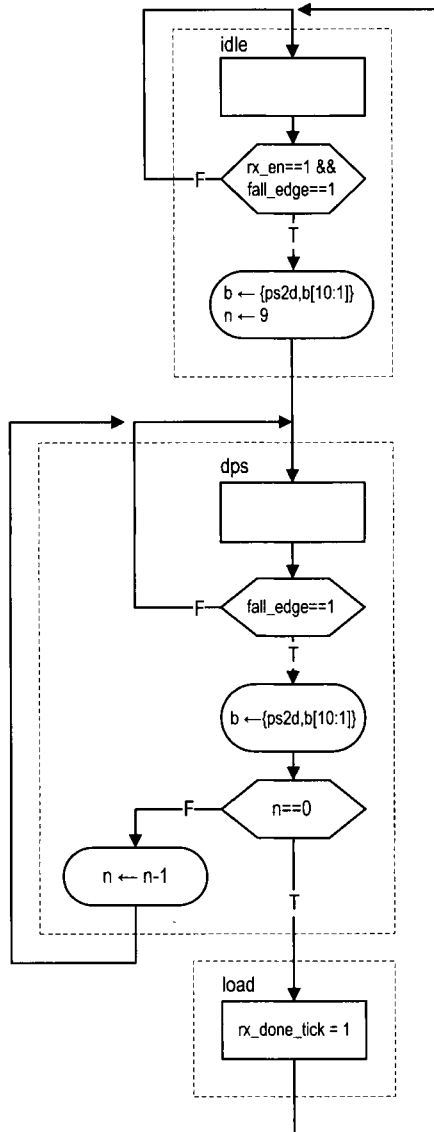 idle
rx_en==1 &&
fall_edge==1
F
T
b ← {ps2d,b[10:1]}
n ← 9
dps
fall_edge==1
F
T
b ←{ps2d,b[10:1]}
n==0
F
n ← n-1
T
load
rx_done_tick = 1